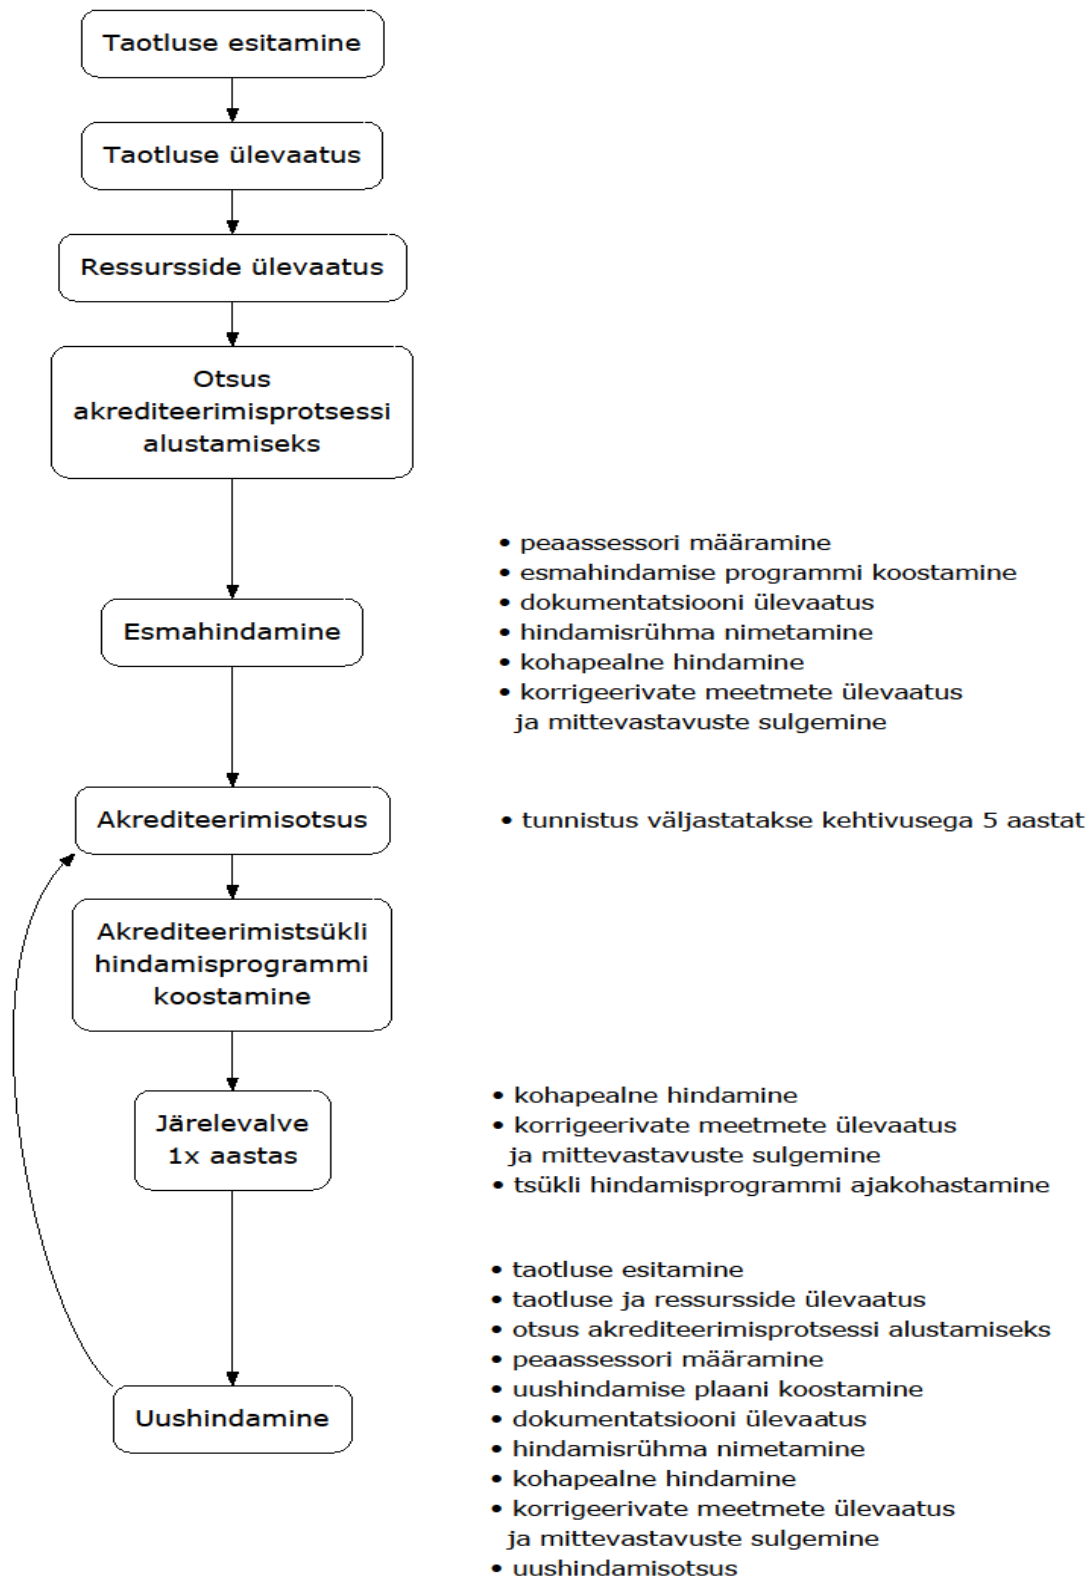 Taotluse esitamine
Taotluse ülevaatus
Ressursside ülevaatus
Otsus
akrediteerimisprotsessi
alustamiseks
Esmahindamine
• peaassessori määramine
• esmahindamise programmi koostamine
• dokumentatsiooni ülevaatus
• hindamisrühma nimetamine
• kohapealne hindamine
• korrigeerivate meetmete ülevaatus
ja mittevastavuste sulgemine
Akrediteerimisotsus
• tunnistus väljastatakse kehtivusega 5 aastat
Akrediteerimistsükli
hindamisprogrammi
koostamine
Järelevalve
1x aastas
• kohapealne hindamine
• korrigeerivate meetmete ülevaatus
ja mittevastavuste sulgemine
• tsükli hindamisprogrammi ajakohastamine
Uushindamine
• taotluse esitamine
• taotluse ja ressursside ülevaatus
• otsus akrediteerimisprotsessi alustamiseks
• peaassessori määramine
• uushindamise plaani koostamine
• dokumentatsiooni ülevaatus
• hindamisrühma nimetamine
• kohapealne hindamine
• korrigeerivate meetmete ülevaatus
ja mittevastavuste sulgemine
• uushindamisotsus